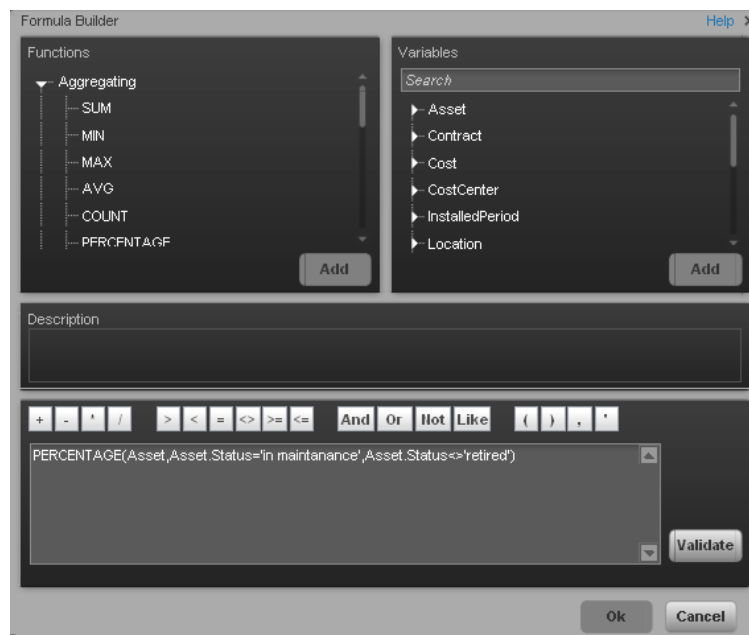 Formula Builder
Help
Functions
Aggregating
SUM
MIN
MAX
AVG
COUNT
PERCENTAGE
Add
Variables
Search
Asset
Contract
Cost
CostCenter
InstalledPeriod
Location
Add
Description
+ - * / > < = <> >= <= And Or Not Like ( ) , '
PERCENTAGE(Asset,Asset.Status='in maintanance',Asset.Status<>'retired')
Validate
Ok Cancel